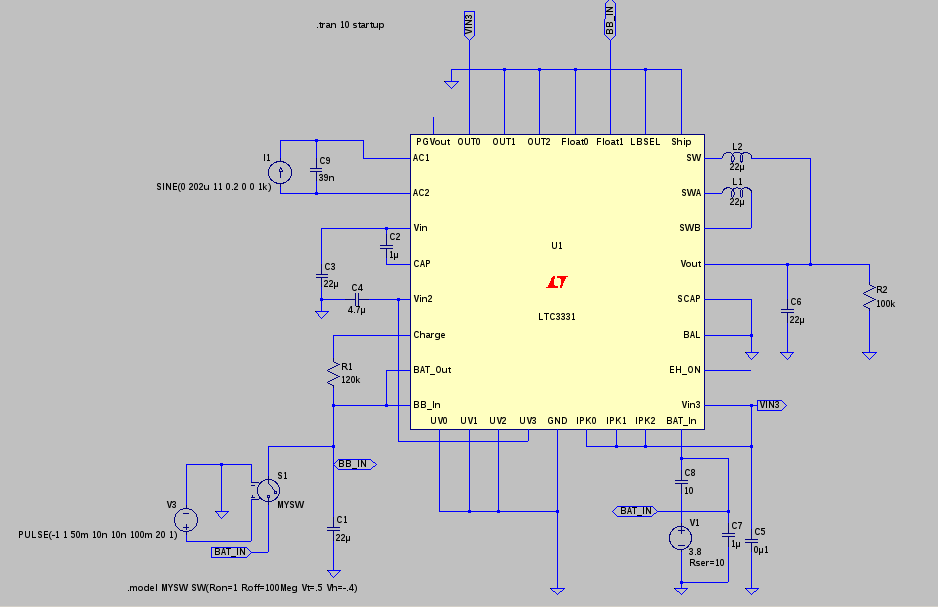 .tran 10 startup
VIN3
BB_IN
PGVout OUT0 OUT1 OUT2 Float0 Float1 LBSEL Ship
I1
SINE(0 202u 11 0.2 0 0 1k)
C9
39n
AC1
AC2
Vin
C2
1µ
CAP
C3
22µ
C4
4.7µ
Vin2
Charge
R1
120k
BAT_Out
BB_In
U1
LTC3331
SW
L2
22µ
SWA
L1
22µ
SWB
Vout
SCAP
C6
22µ
R2
100k
BAL
EH_ON
Vin3
VIN3
UV0 UV1 UV2 UV3 GND IPK0 IPK1 IPK2 BAT_In
BB_IN
S1
MYSW
V3
PULSE(-1 1 50m 10n 10n 100m 20 1)
BAT_IN
C1
22µ
C8
10
BAT_IN
V1
3.8
Rser=10
C7
1µ
C5
0µ1
.model MYSW SW(Ron=1 Roff=100Meg Vt=.5 Vh=-.4)